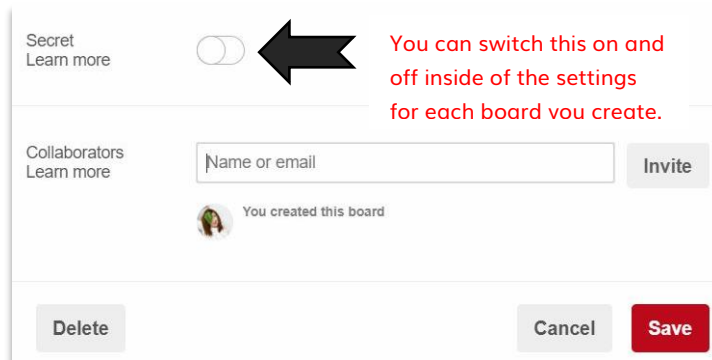 Secret
Learn more
You can switch this on and
off inside of the settings
for each board vou create.
Collaborators
Learn more
Name or email
Invite
You created this board
Delete
Cancel
Save